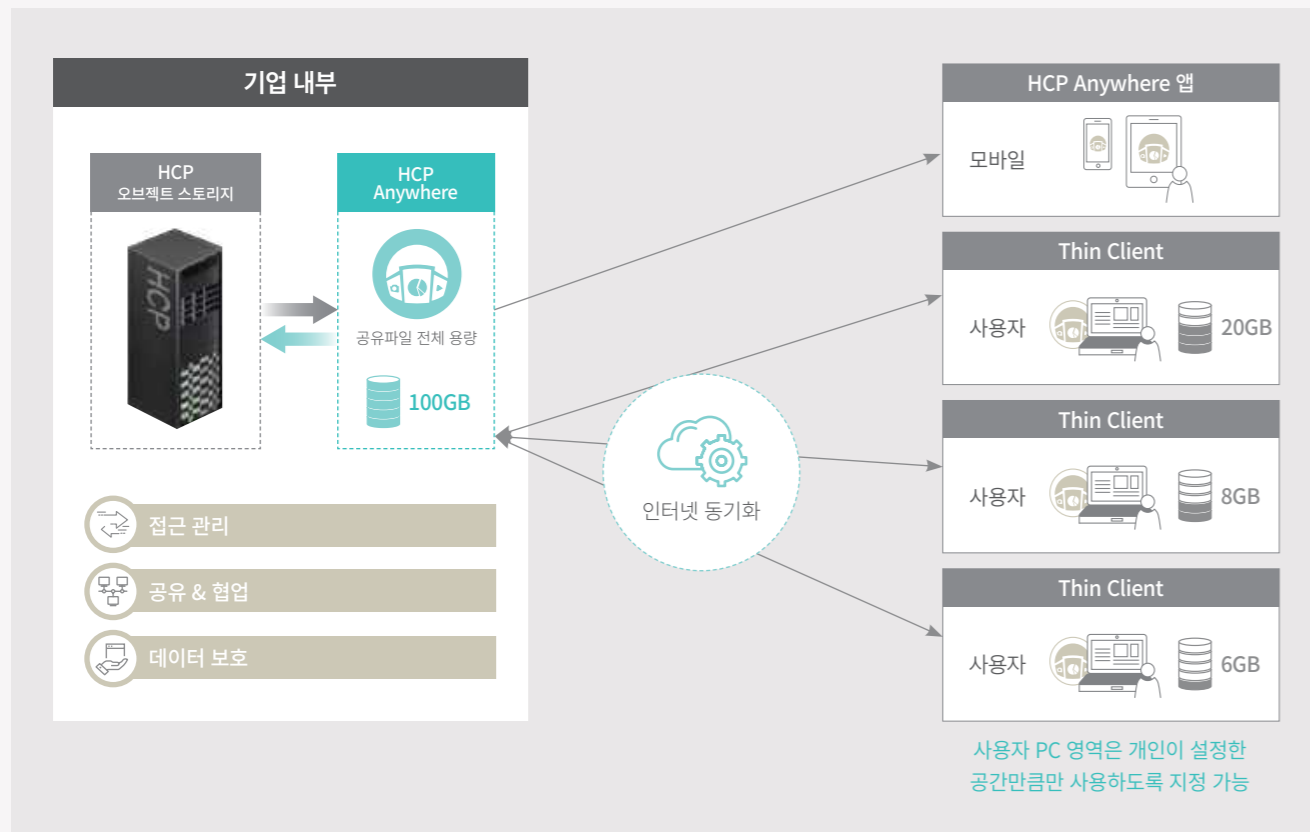 기업 내부
HCP
오브젝트 스토리지
HCP
HCP
Anywhere
공유파일 전체 용량
100GB
접근 관리
공유 & 협업
데이터 보호
인터넷 동기화
HCP Anywhere 앱
모바일
Thin Client
사용자
20GB
Thin Client
사용자
8GB
Thin Client
사용자
6GB
사용자 PC 영역은 개인이 설정한
공간만큼만 사용하도록 지정 가능